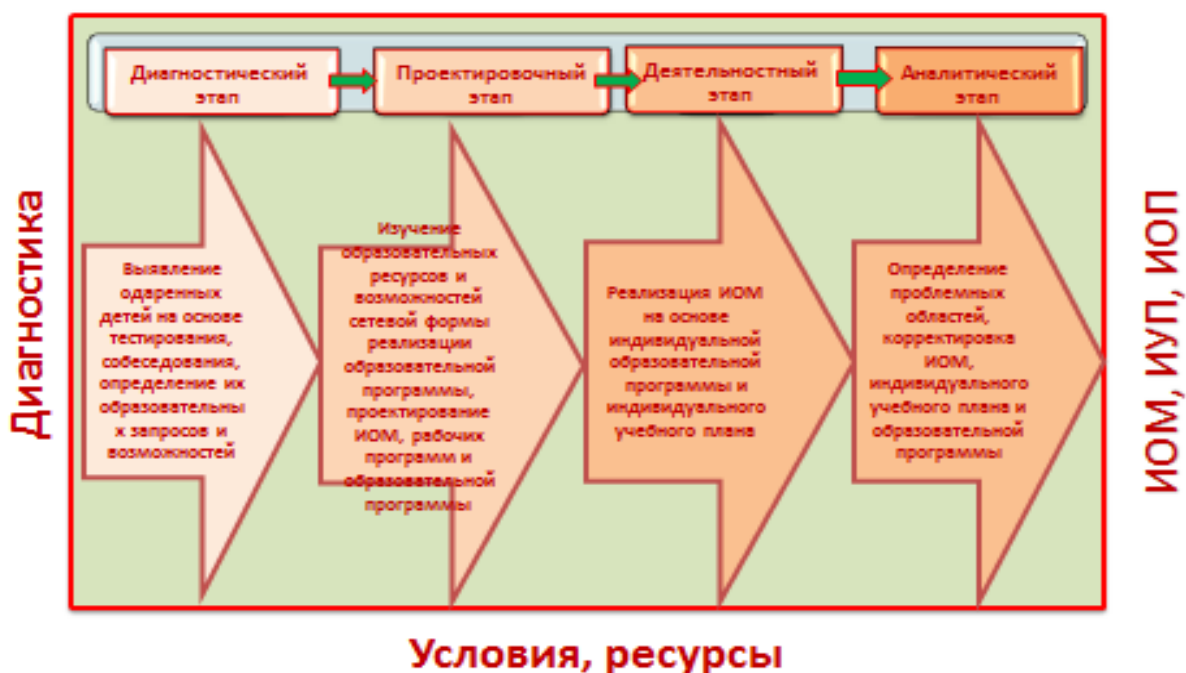 Диагностический
этап
Проектировочный
этап
Деятельностный
этап
Аналитический
этап
Диагностика
Выявление
одаренных
детей на основе
тестирования,
собеседования,
определение их
образовательны
х запросов и
возможностей
Изучение
образовательных
ресурсов и
возможностей
сетевой формы
реализации
образовательной
программы,
проектирование
ИОМ, рабочих
программ и
образовательной
программы
Реализация ИОМ
на основе
индивидуальной
образовательной
программы и
индивидуального
учебного плана
Определение
проблемных
областей,
корректировка
ИОМ,
индивидуального
учебного плана и
образовательной
программы
ИОМ, ИУП, ИОП
Условия, ресурсы